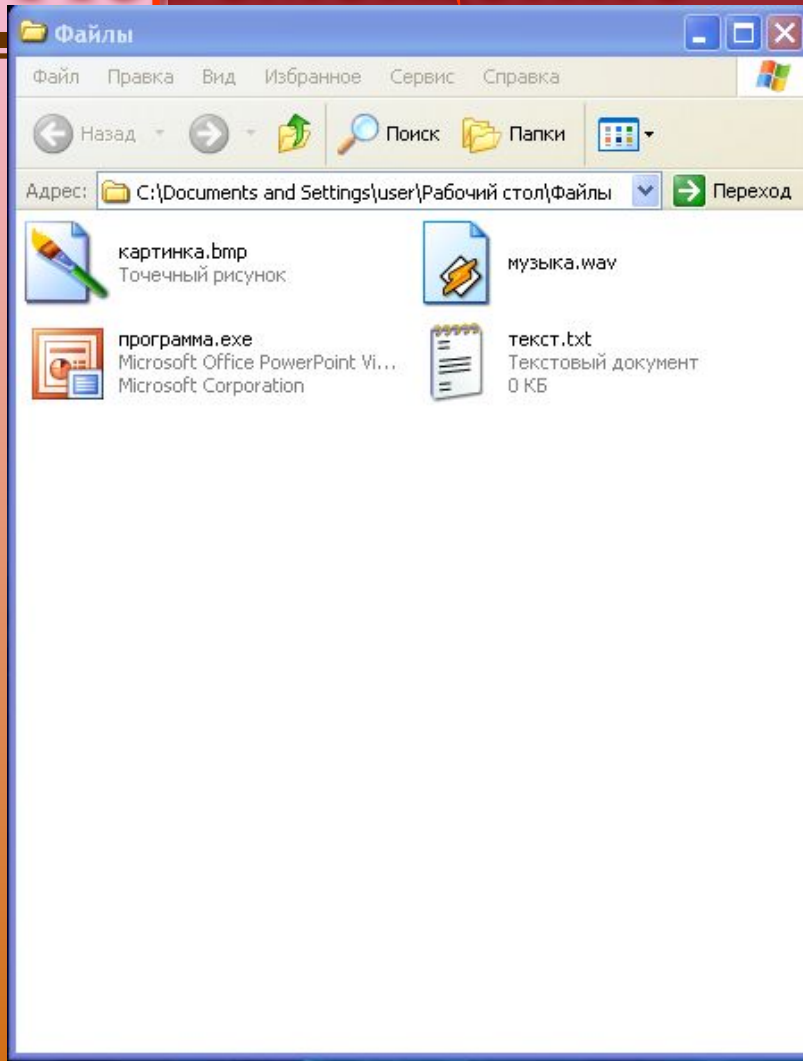 Файлы
Файл Правка Вид Избранное Сервис Справка
Назад Поиск Папки
Адрес: C:\Documents and Settings\user\Рабочий стол\Файлы Переход
картинка.bmp
Точечный рисунок
музыка.wav
программа.exe
Microsoft Office PowerPoint Vi...
Microsoft Corporation
текст.txt
Текстовый документ
0 КБ